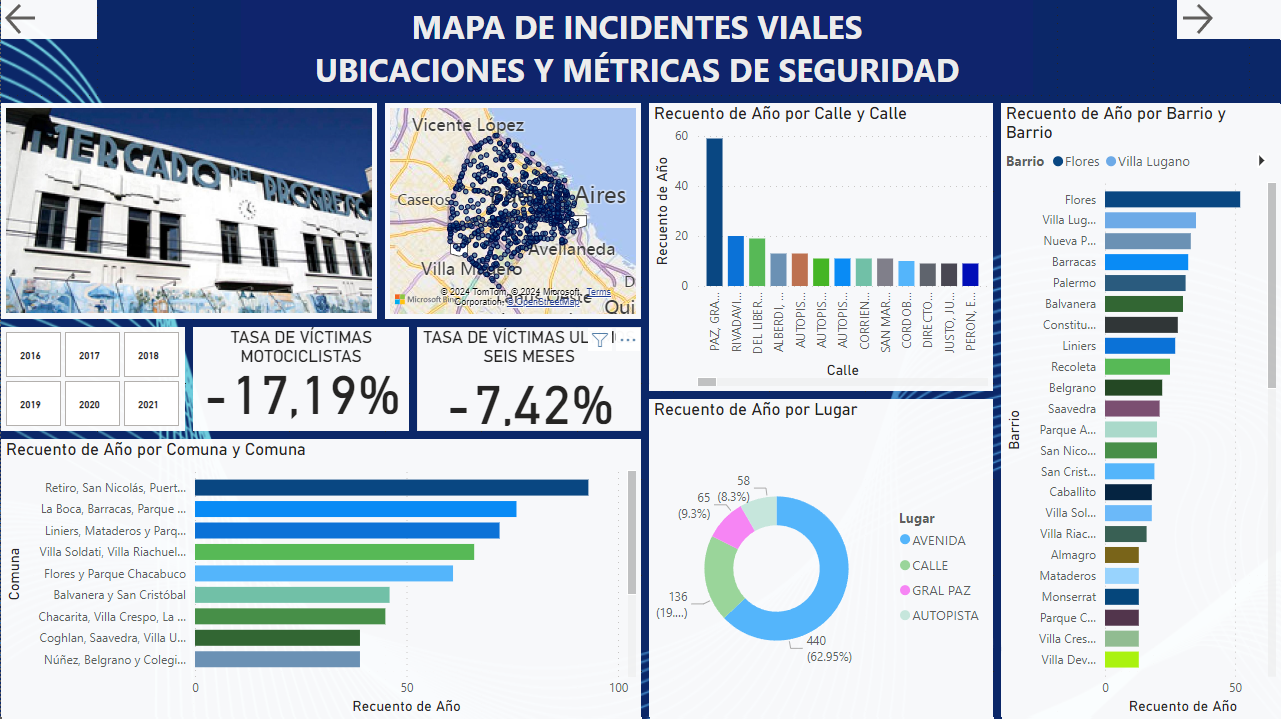 MAPA DE INCIDENTES VIALES
UBICACIONES Y MÉTRICAS DE SEGURIDAD
MERCADO DEL PROGRESO
Vicente López
Caseros
Aires
Avellaneda
Villa M
ero
D
Qui
© 2024 TomTom, © 2024 Microsoft
Corporation, © OpenStreetMap
Terms
Microsoft Bing
2016
2017
2018
2019
2020
2021
TASA DE VÍCTIMAS
MOTOCICLISTAS
-17,19%
TASA DE VÍCTIMAS UL
SEIS MESES
-7,42%
Recuento de Año por Comuna y Comuna
Comuna
Retiro, San Nicolás, Puert...
La Boca, Barracas, Parque ...
Liniers, Mataderos y Parq...
Villa Soldati, Villa Riachuel...
Flores y Parque Chacabuco
Balvanera y San Cristóbal
Chacarita, Villa Crespo, La ...
Coghlan, Saavedra, Villa U...
Núñez, Belgrano y Colegi...
0
50
100
Recuento de Año
Recuento de Año por Calle y Calle
Recuento de Año
60
40
20
0
PAZ, GRA...
RIVADAVI...
DEL LIBER...
ALBERDI, ...
AUTOPIS...
AUTOPIS...
AUTOPIS...
CORRIEN...
SAN MAR...
CORDOB...
DIRECTO...
JUSTO, JU...
PERON, E...
Calle
Recuento de Año por Lugar
58
(8.3%)
65
(9.3%)
136
(19....)
440
(62.95%)
Lugar
AVENIDA
CALLE
GRAL PAZ
AUTOPISTA
Recuento de Año por Barrio y
Barrio
Barrio
Flores
Villa Lugano
Barrio
Flores
Villa Lug...
Nueva P...
Barracas
Palermo
Balvanera
Constitu...
Liniers
Recoleta
Belgrano
Saavedra
Parque A...
San Nico...
San Crist...
Caballito
Villa Sol...
Villa Riac...
Almagro
Mataderos
Monserrat
Parque C...
Villa Cres...
Villa Dev...
0
50
Recuento de Año